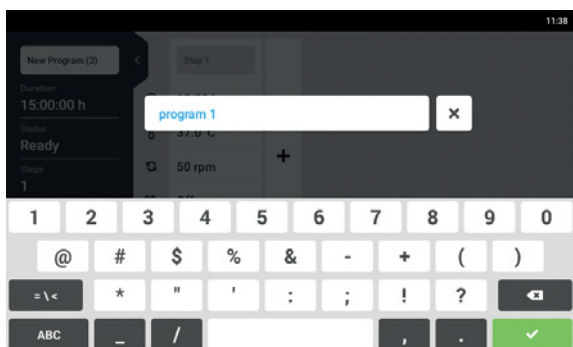 11:38
New Program (2)
Step 1
Duration
15:00:00 h
program 1
Status
37.0 °C
Ready
50 rpm
+
Steps
1
1 2 3 4 5 6 7 8 9 0
@ # $ % & - + ( )
= \ < * " ' : ; ! ?
ABC _ / , .